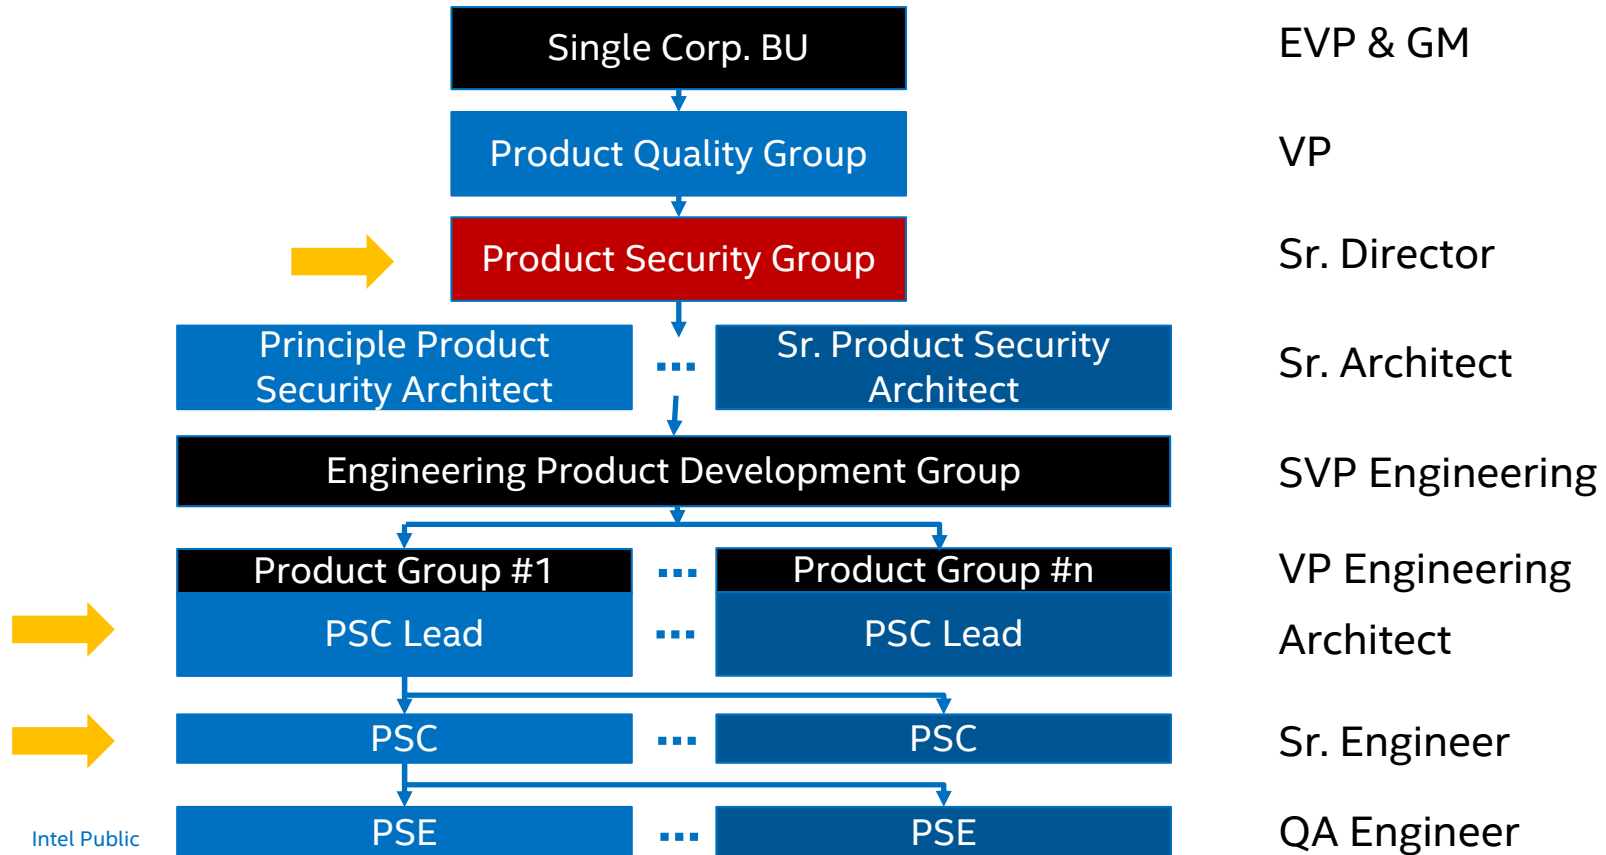 Single Corp. BU
EVP & GM
Product Quality Group
VP
Product Security Group
Sr. Director
Principle Product
Security Architect
Sr. Product Security
Architect
Sr. Architect
Engineering Product Development Group
SVP Engineering
Product Group #1
Product Group #n
VP Engineering
PSC Lead
PSC Lead
Architect
PSC
PSC
Sr. Engineer
PSE
PSE
QA Engineer
Intel Public